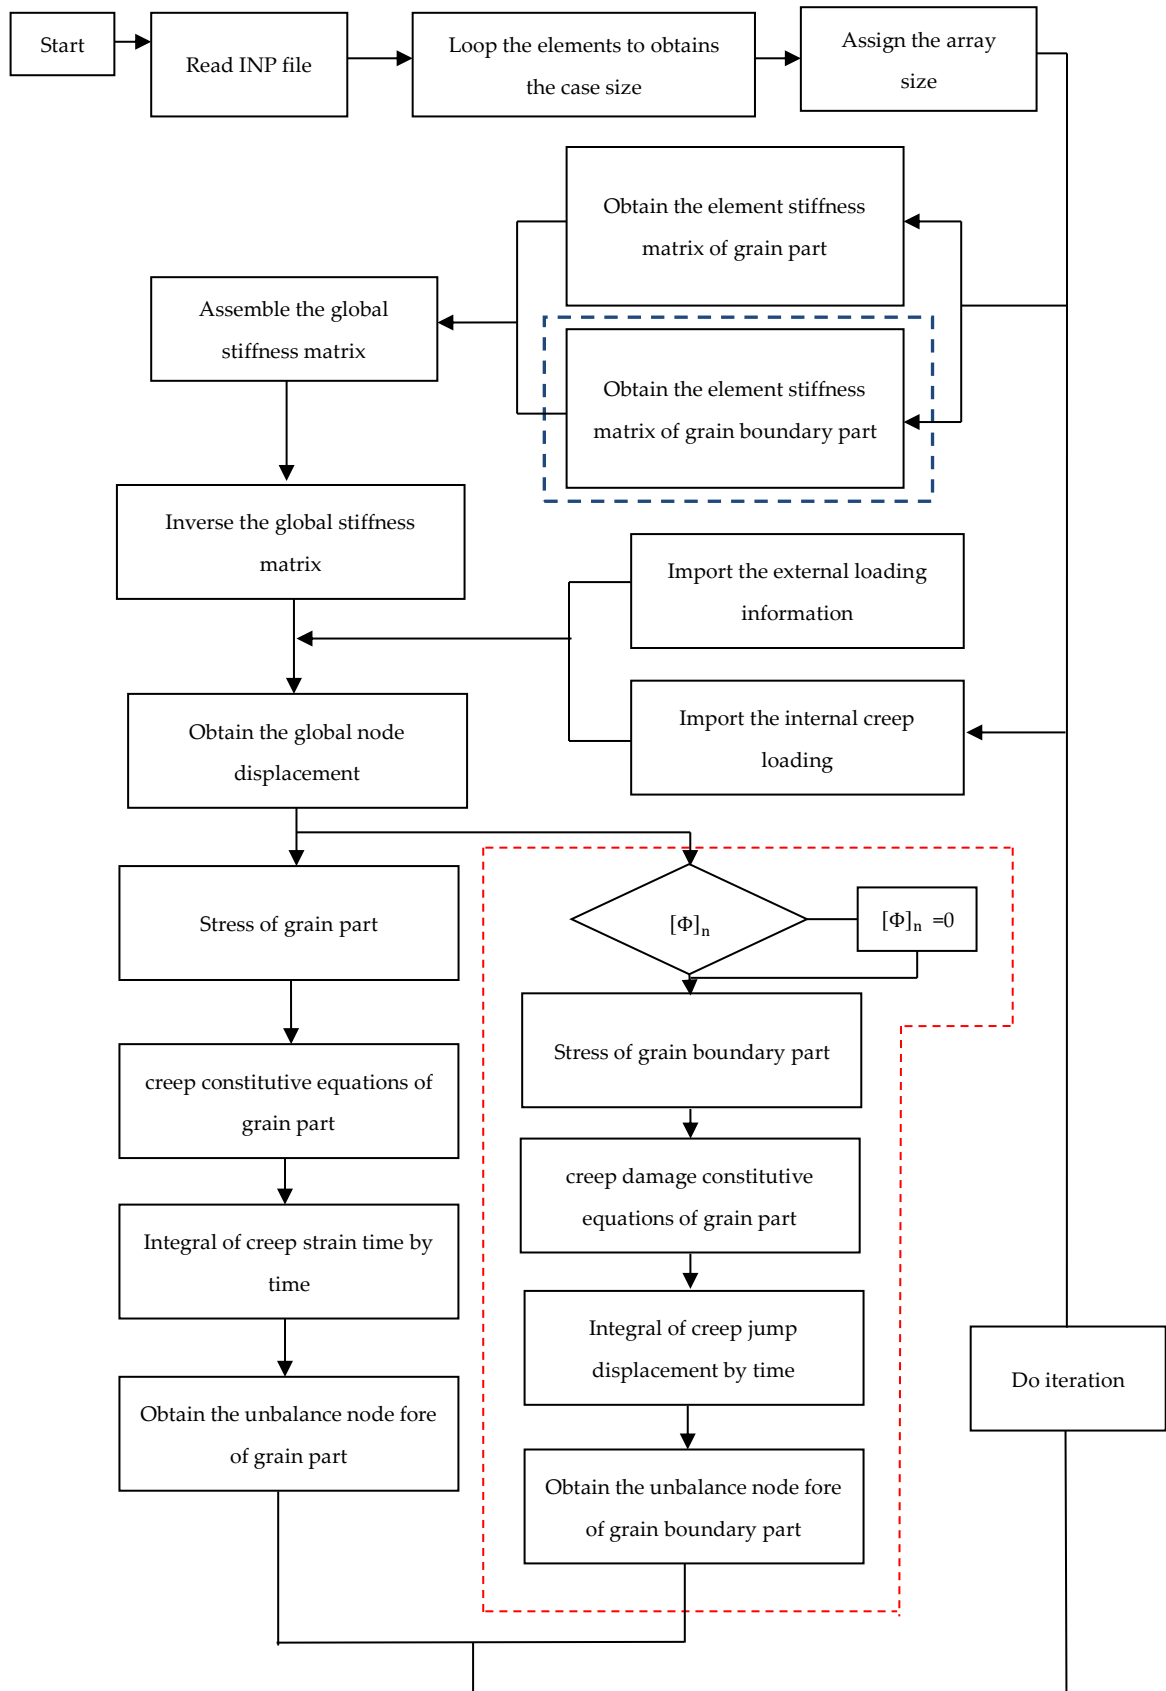 Start
Read INP file
Loop the elements to obtains
the case size
Assign the array
size
Obtain the element stiffness
matrix of grain part
Assemble the global
stiffness matrix
Obtain the element stiffness
matrix of grain boundary part
Inverse the global stiffness
matrix
Import the external loading
information
Obtain the global node
displacement
Import the internal creep
loading
Stress of grain part
[Φ]n
[Φ]n =0
Stress of grain boundary part
creep constitutive equations of
grain part
creep damage constitutive
equations of grain part
Integral of creep strain time by
time
Integral of creep jump
displacement by time
Do iteration
Obtain the unbalance node fore
of grain part
Obtain the unbalance node fore
of grain boundary part